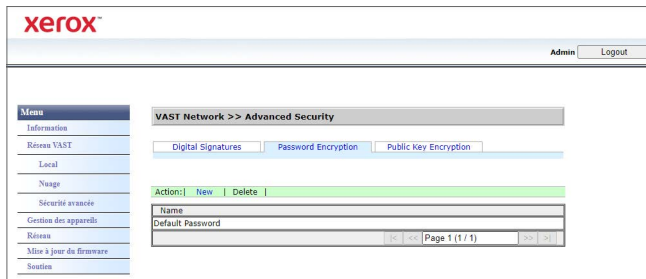 xerox™
Admin Logout
Menu
Information
Réseau VAST
Local
Nuage
Sécurité avancée
Gestion des appareils
Réseau
Mise à jour du firmware
Soutien
VAST Network >> Advanced Security
Digital Signatures Password Encryption Public Key Encryption
Action:| New | Delete |
Name
Default Password
|< << Page 1 (1 / 1) >> >|